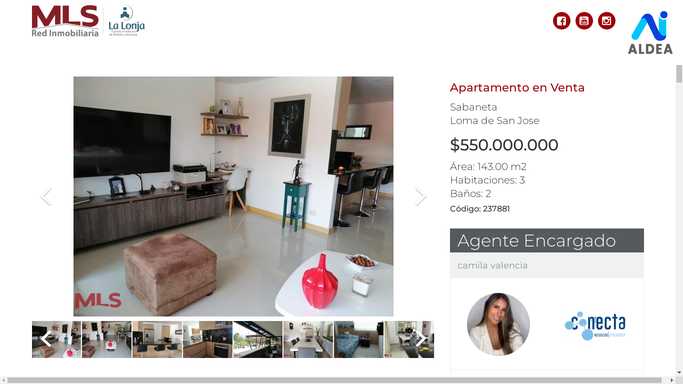 MLS
Red Inmobiliaria
La Lonja
ALDEA
Apartamento en Venta
Sabaneta
Loma de San Jose
$550.000.000
Área: 143.00 m2
Habitaciones: 3
Baños: 2
Código: 237881
MLS
Agente Encargado
camila valencia
conecta